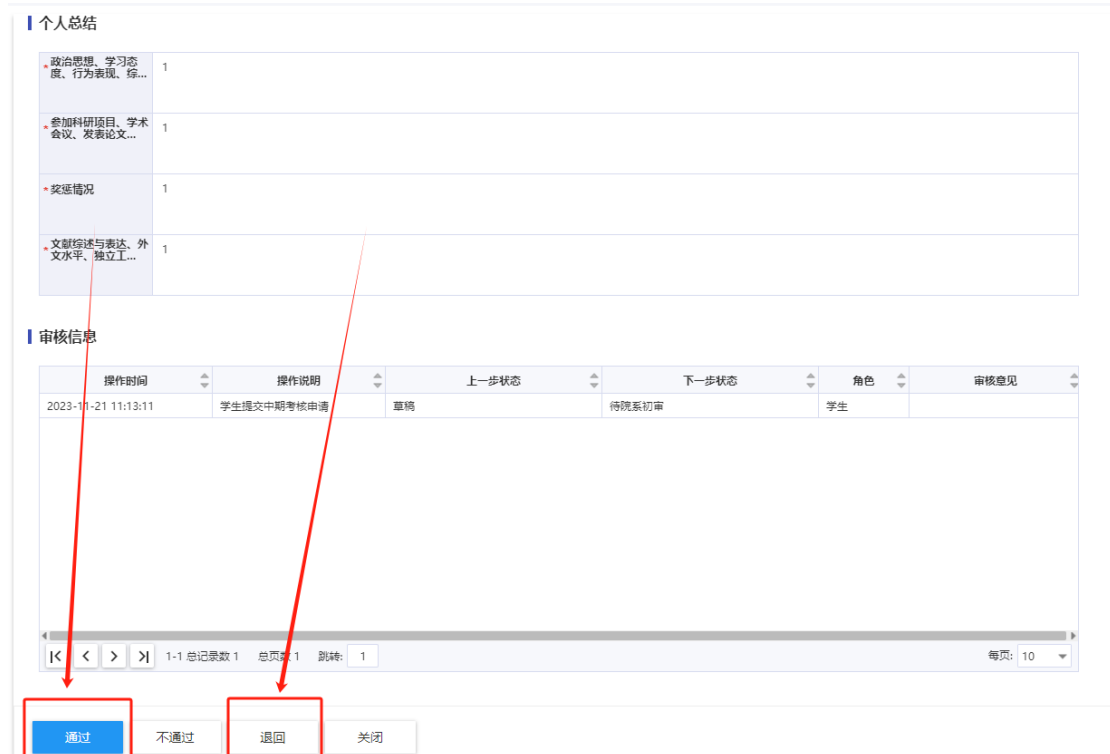 个人总结
*政治思想、学习态
度、行为表现、综...
1
*参加科研项目、学术
会议、发表论文...
1
*奖惩情况
1
*文献综述与表达、外
文水平、独立工...
1
审核信息
操作时间 操作说明 上一步状态 下一步状态 角色 审核意见
2023-11-21 11:13:11 学生提交中期考核申请 草稿 待院系初审 学生
1-1 总记录数 1 总页数 1 跳转: 1 每页: 10
通过 不通过 退回 关闭